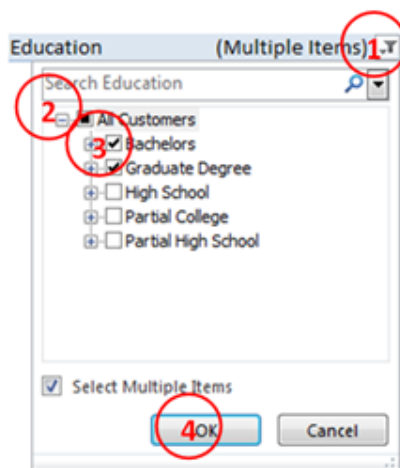 Education (Multiple Items) 1
Search Education
2 All Customers
3 Bachelors
Graduate Degree
High School
Partial College
Partial High School
Select Multiple Items
4 OK Cancel